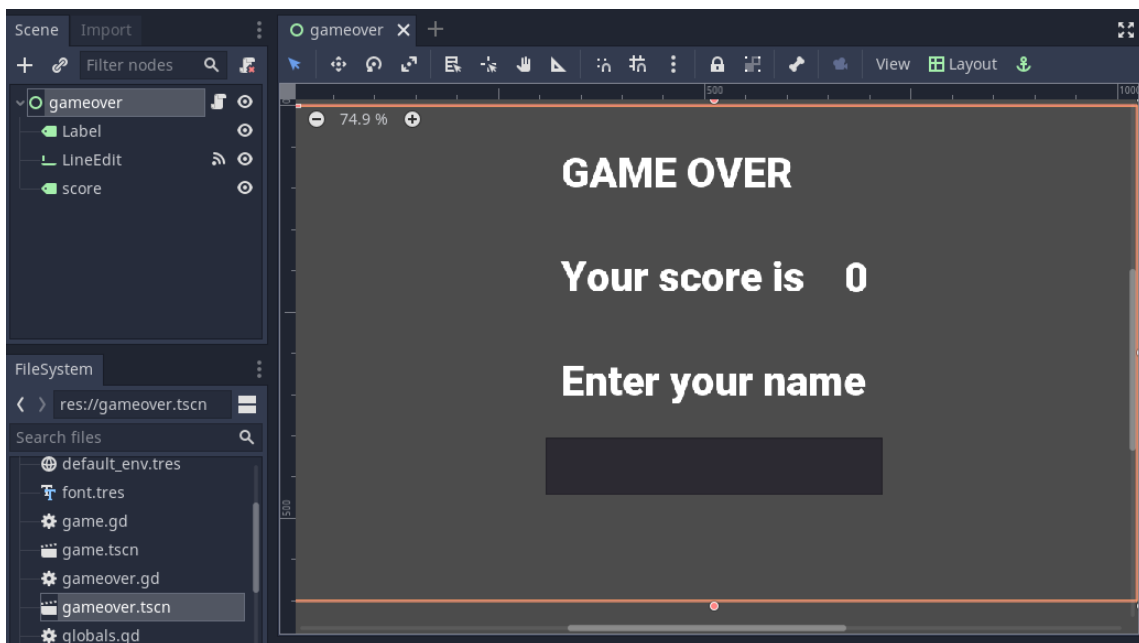 Scene Import
gameover
Filter nodes
View Layout
gameover
Label
LineEdit
score
500
1000
74.9 %
GAME OVER
Your score is 0
Enter your name
500
FileSystem
res://gameover.tscn
Search files
default_env.tres
font.tres
game.gd
game.tscn
gameover.gd
gameover.tscn
globals.gd